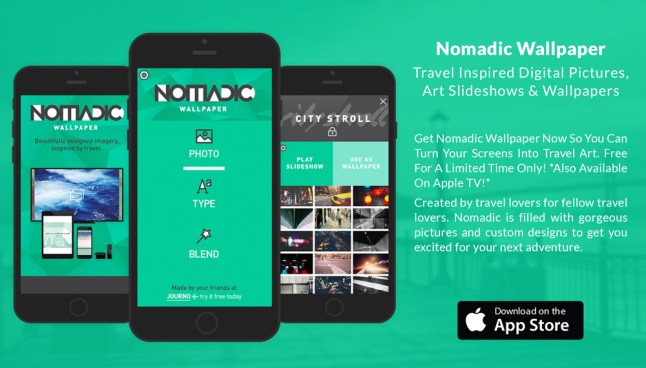 NOMADIC
WALLPAPER
Beautifully designed imagery,
inspired by travel.
NOMADIC
WALLPAPER
PHOTO
Aa
TYPE
BLEND
Made by your friends at
JOURNO ← try it free today
city stroll
CITY STROLL
PLAY
SLIDESHOW
USE AS
WALLPAPER
Nomadic Wallpaper
Travel Inspired Digital Pictures,
Art Slideshows & Wallpapers
Get Nomadic Wallpaper Now So You Can
Turn Your Screens Into Travel Art. Free
For A Limited Time Only! *Also Available
On Apple TV!*
Created by travel lovers for fellow travel
lovers. Nomadic is filled with gorgeous
pictures and custom designs to get you
excited for your next adventure.
Download on the
App Store